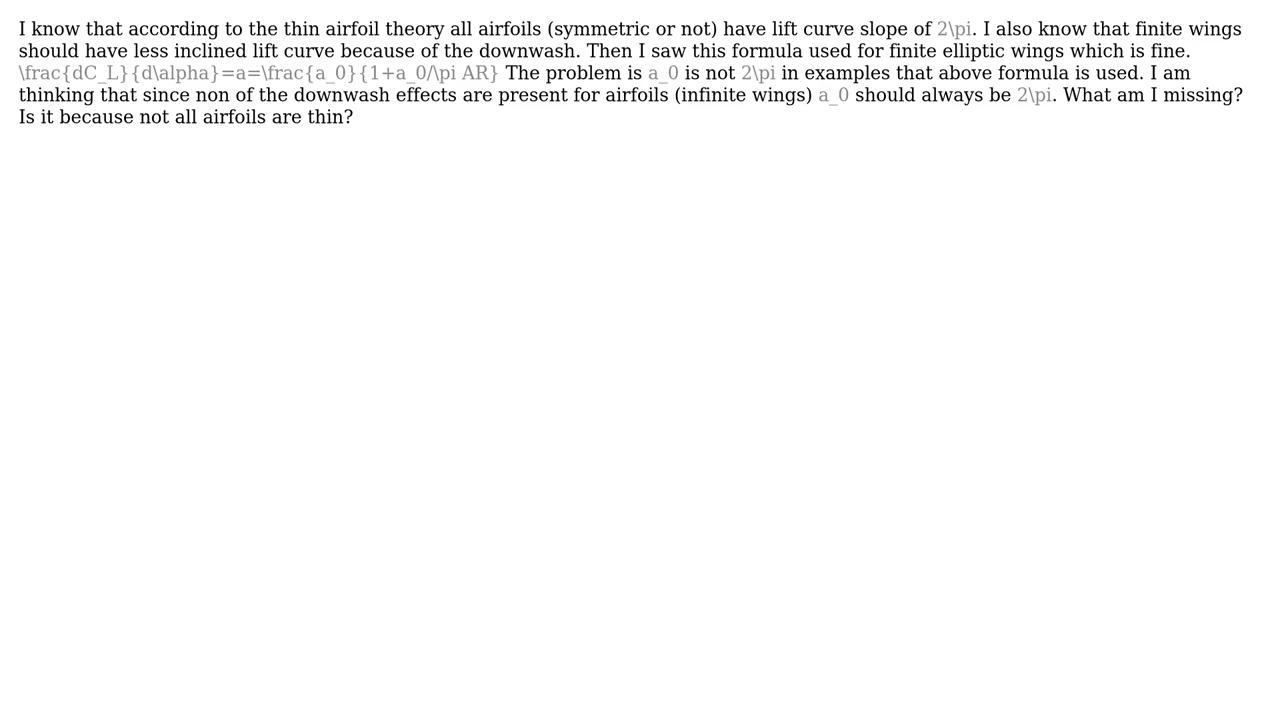 I know that according to the thin airfoil theory all airfoils (symmetric or not) have lift curve slope of 2\pi. I also know that finite wings
should have less inclined lift curve because of the downwash. Then I saw this formula used for finite elliptic wings which is fine.
\frac{dC_L}{d\alpha}=a=\frac{a_0}{1+a_0/\pi AR} The problem is a_0 is not 2\pi in examples that above formula is used. I am
thinking that since non of the downwash effects are present for airfoils (infinite wings) a_0 should always be 2\pi. What am I missing?
Is it because not all airfoils are thin?